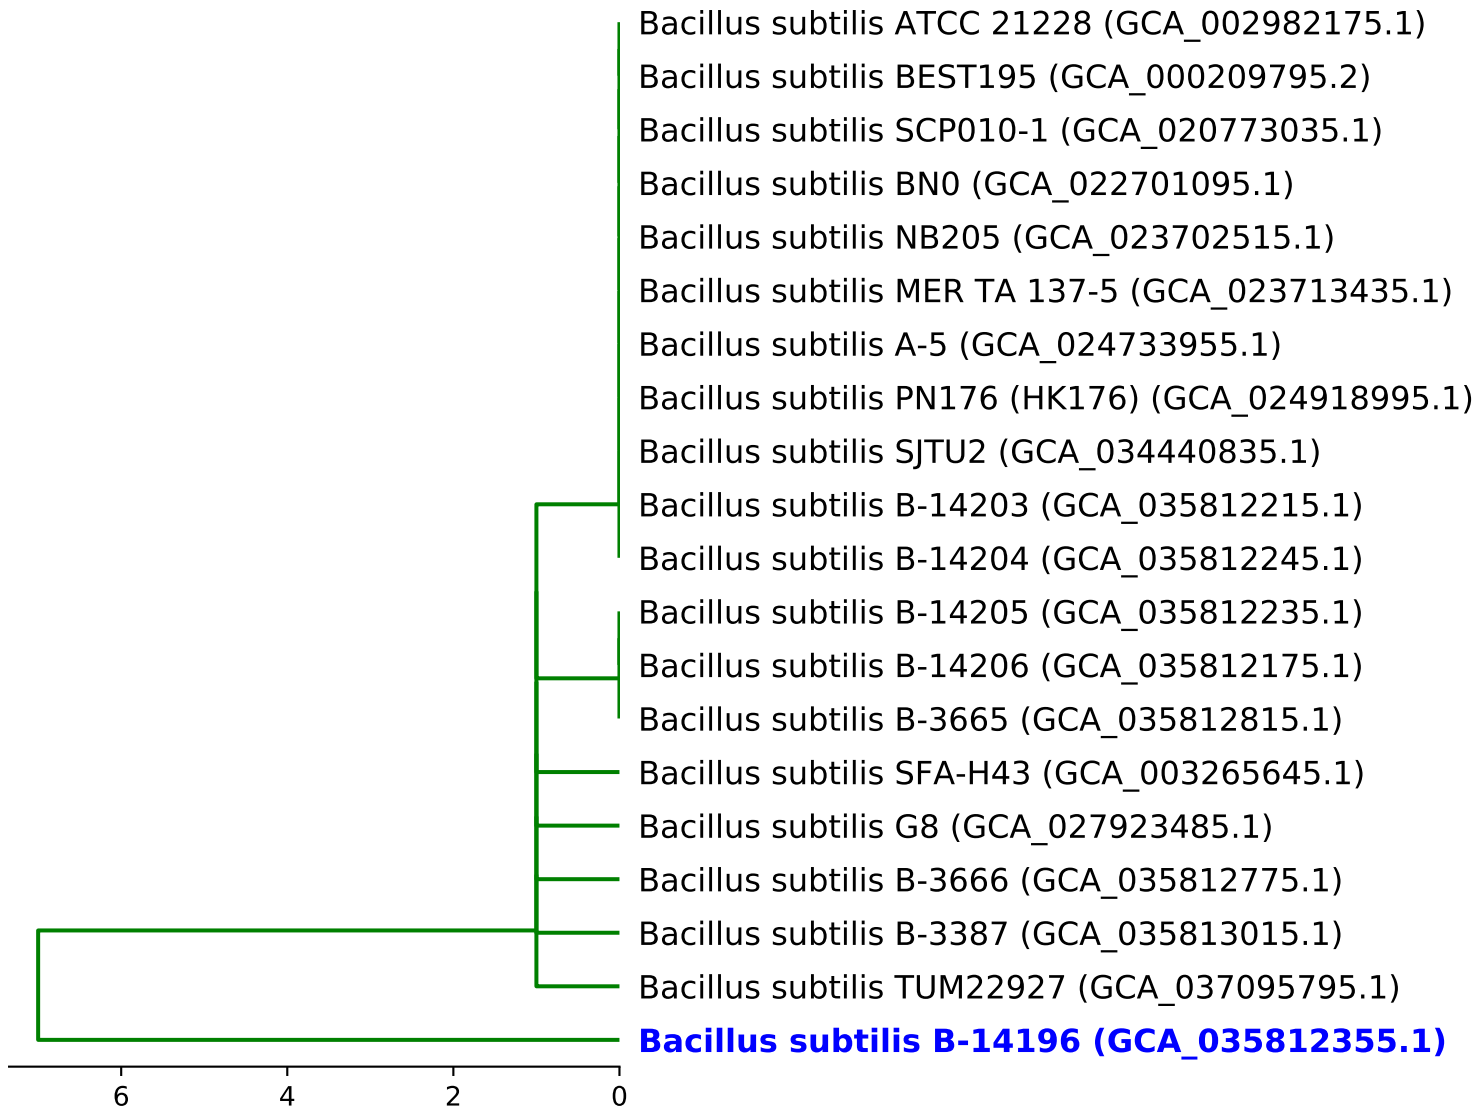 Bacillus subtilis ATCC 21228 (GCA_002982175.1)
Bacillus subtilis BEST195 (GCA_000209795.2)
Bacillus subtilis SCP010-1 (GCA_020773035.1)
Bacillus subtilis BN0 (GCA_022701095.1)
Bacillus subtilis NB205 (GCA_023702515.1)
Bacillus subtilis MER TA 137-5 (GCA_023713435.1)
Bacillus subtilis A-5 (GCA_024733955.1)
Bacillus subtilis PN176 (HK176) (GCA_024918995.1)
Bacillus subtilis SJTU2 (GCA_034440835.1)
Bacillus subtilis B-14203 (GCA_035812215.1)
Bacillus subtilis B-14204 (GCA_035812245.1)
Bacillus subtilis B-14205 (GCA_035812235.1)
Bacillus subtilis B-14206 (GCA_035812175.1)
Bacillus subtilis B-3665 (GCA_035812815.1)
Bacillus subtilis SFA-H43 (GCA_003265645.1)
Bacillus subtilis G8 (GCA_027923485.1)
Bacillus subtilis B-3666 (GCA_035812775.1)
Bacillus subtilis B-3387 (GCA_035813015.1)
Bacillus subtilis TUM22927 (GCA_037095795.1)
Bacillus subtilis B-14196 (GCA_035812355.1)
6 4 2 0